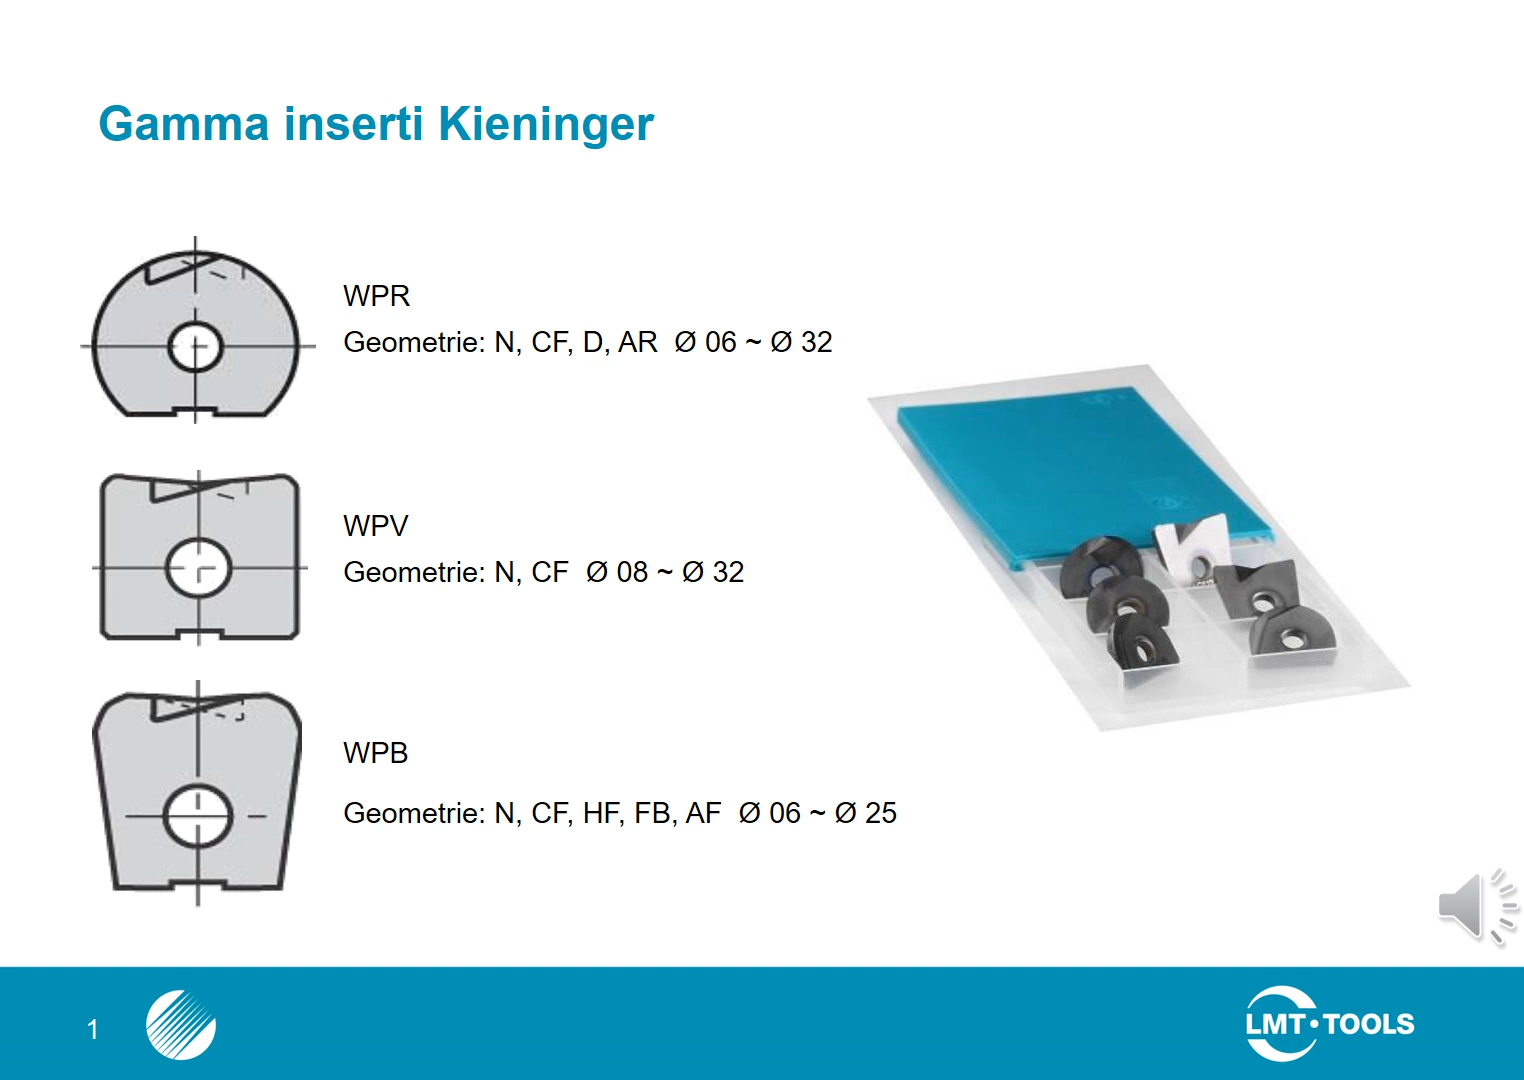 Gamma inserti Kieninger
WPR
Geometrie: N, CF, D, AR Ø 06 ~ Ø 32
WPV
Geometrie: N, CF Ø 08 ~ Ø 32
WPB
Geometrie: N, CF, HF, FB, AF Ø 06 ~ Ø 25
1
LMT•TOOLS